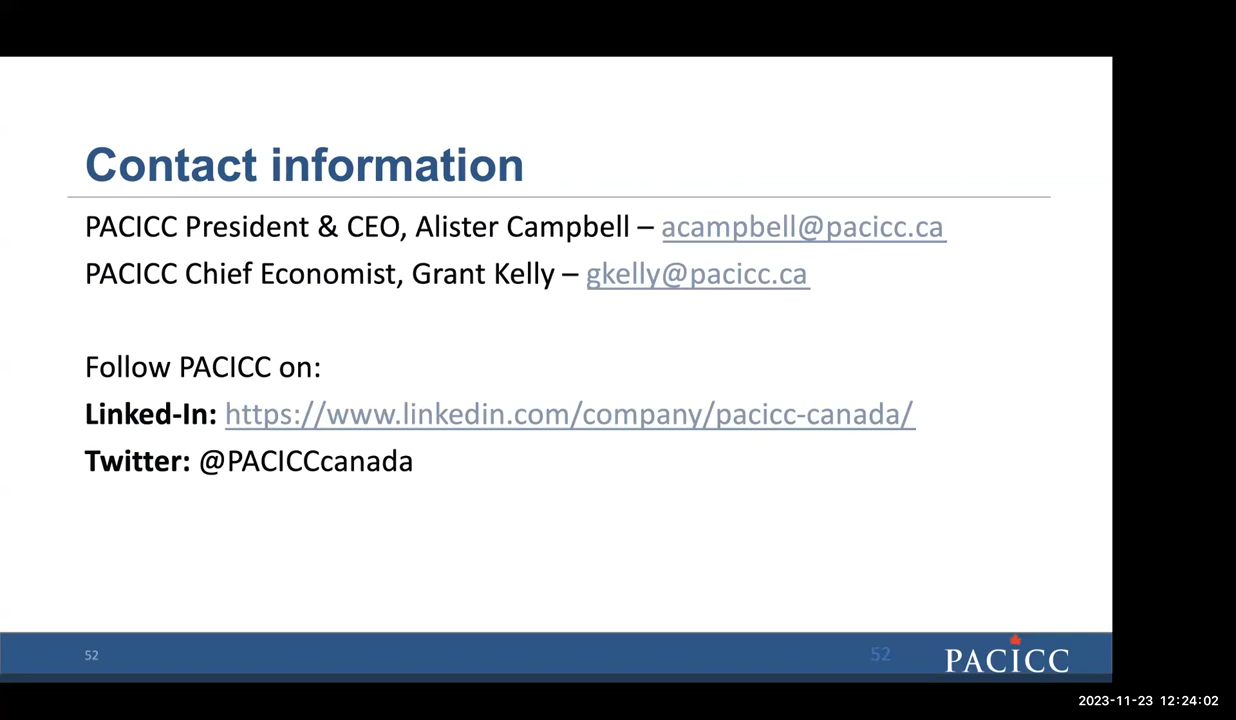 Contact information
PACICC President & CEO, Alister Campbell – acampbell@pacicc.ca
PACICC Chief Economist, Grant Kelly – gkelly@pacicc.ca
Follow PACICC on:
Linked-In: https://www.linkedin.com/company/pacicc-canada/
Twitter: @PACICCcanada
52
52
PACICC
2023-11-23 12:24:02